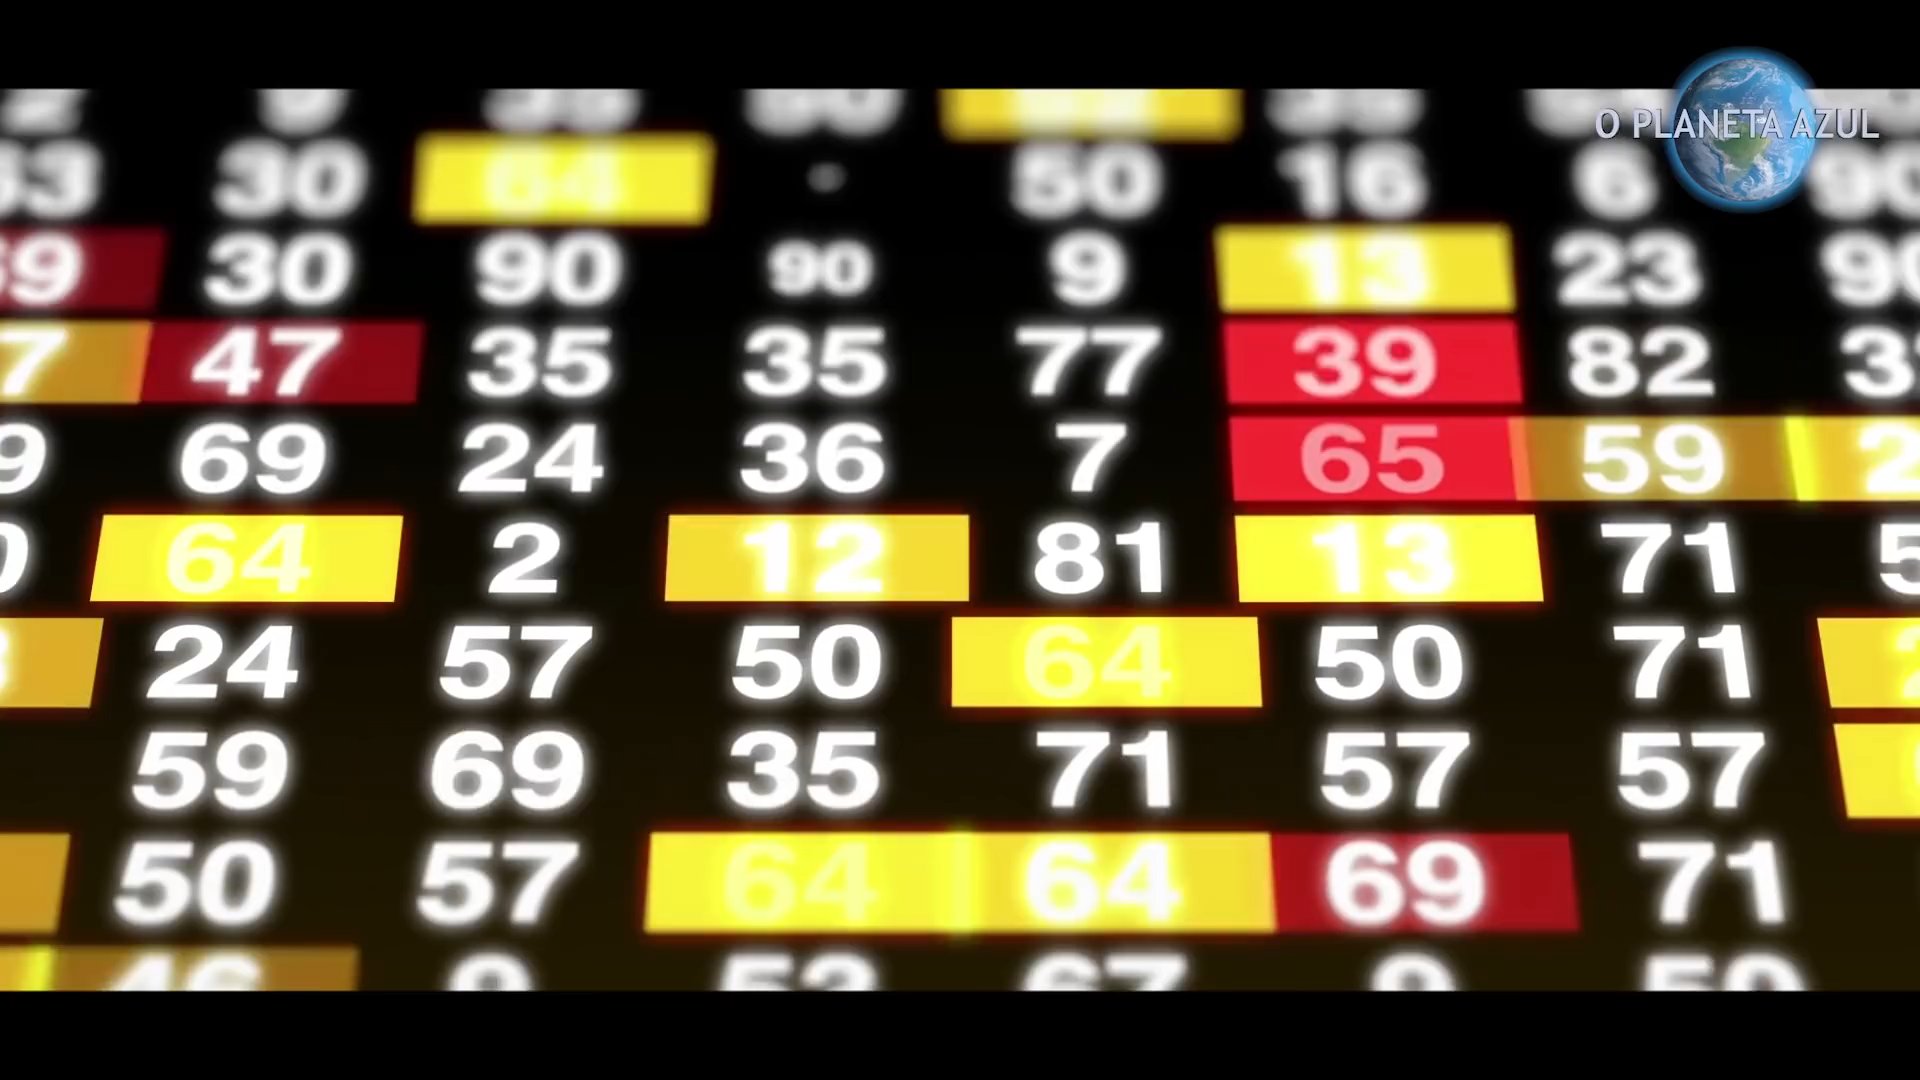 O PLANETA AZUL
30 64 - 50 16 6
30 90 90 9 13 23
47 35 35 77 39 82
69 24 36 7 65 59
64 2 12 81 13 71
24 57 50 64 50 71
59 69 35 71 57 57
50 57 64 64 69 71